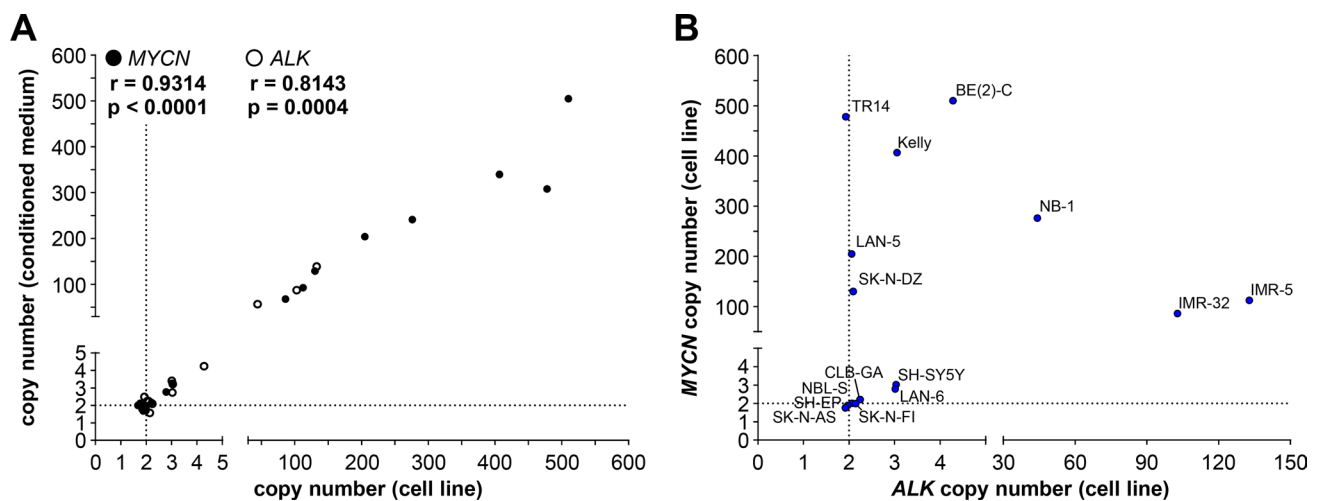 A
B
MYCN
ALK
r = 0.9314
r = 0.8143
p < 0.0001
p = 0.0004
copy number (conditioned medium)
600
500
400
300
200
100
5
4
3
2
1
0
0 1 2 3 4 5 100 200 300 400 500 600
copy number (cell line)
MYCN copy number (cell line)
600
500
400
300
200
100
4
3
2
1
0
TR14
BE(2)-C
Kelly
NB-1
LAN-5
SK-N-DZ
IMR-32
IMR-5
CLB-GA
SH-SY5Y
NBL-S
LAN-6
SH-EP
SK-N-AS
SK-N-FI
0 1 2 3 4 30 60 90 120 150
ALK copy number (cell line)